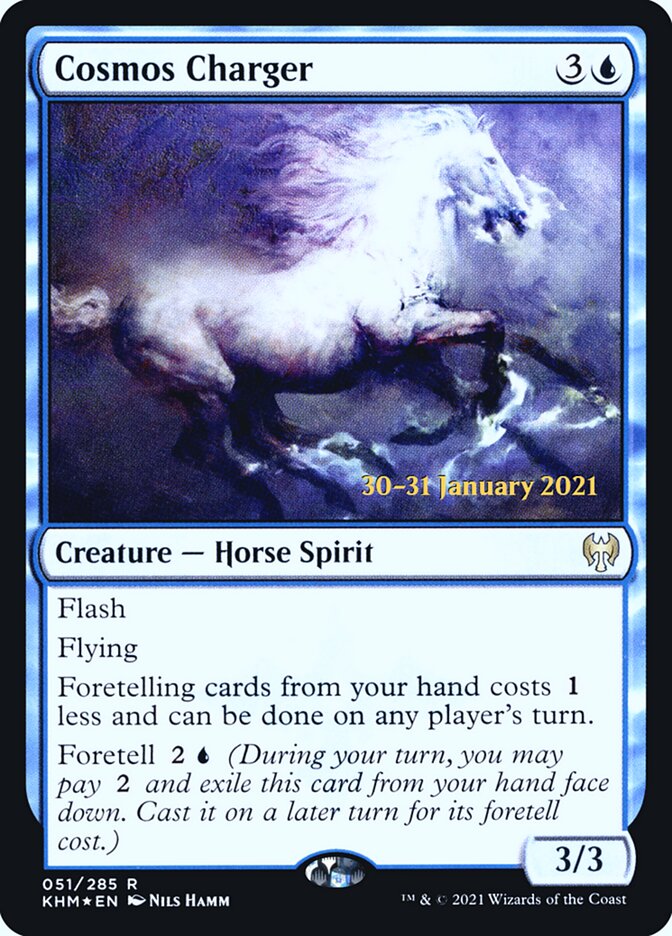 Cosmos Charger 3
30–31 January 2021
Creature — Horse Spirit
Flash
Flying
Foretelling cards from your hand costs 1
less and can be done on any player's turn.
Foretell 2 (During your turn, you may
pay 2 and exile this card from your hand face
down. Cast it on a later turn for its foretell
cost.)
3/3
051/285 R
KHM★EN Nils Hamm
™ & © 2021 Wizards of the Coast